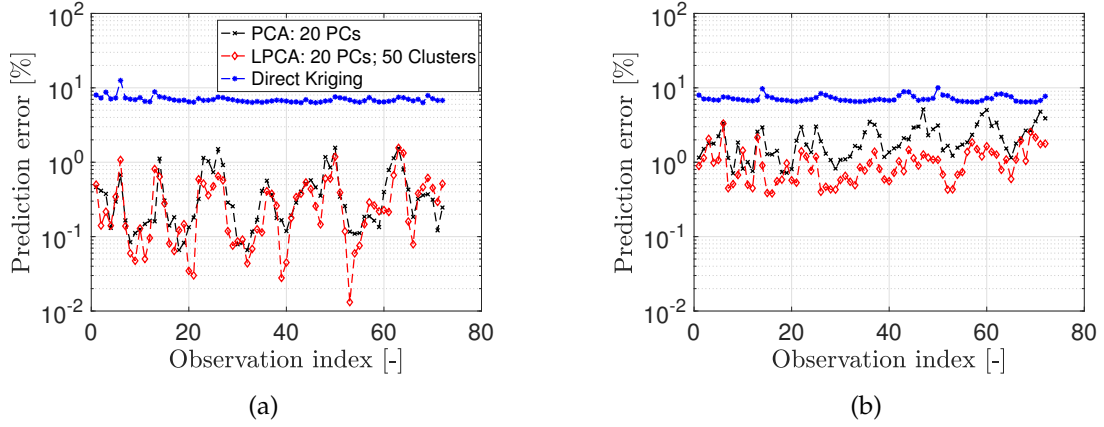 10^2
10^1
10^0
10^-1
10^-2
Prediction error [%]
PCA: 20 PCs
LPCA: 20 PCs; 50 Clusters
Direct Kriging
0 20 40 60 80
Observation index [-]
(a)
10^2
10^1
10^0
10^-1
10^-2
Prediction error [%]
0 20 40 60 80
Observation index [-]
(b)